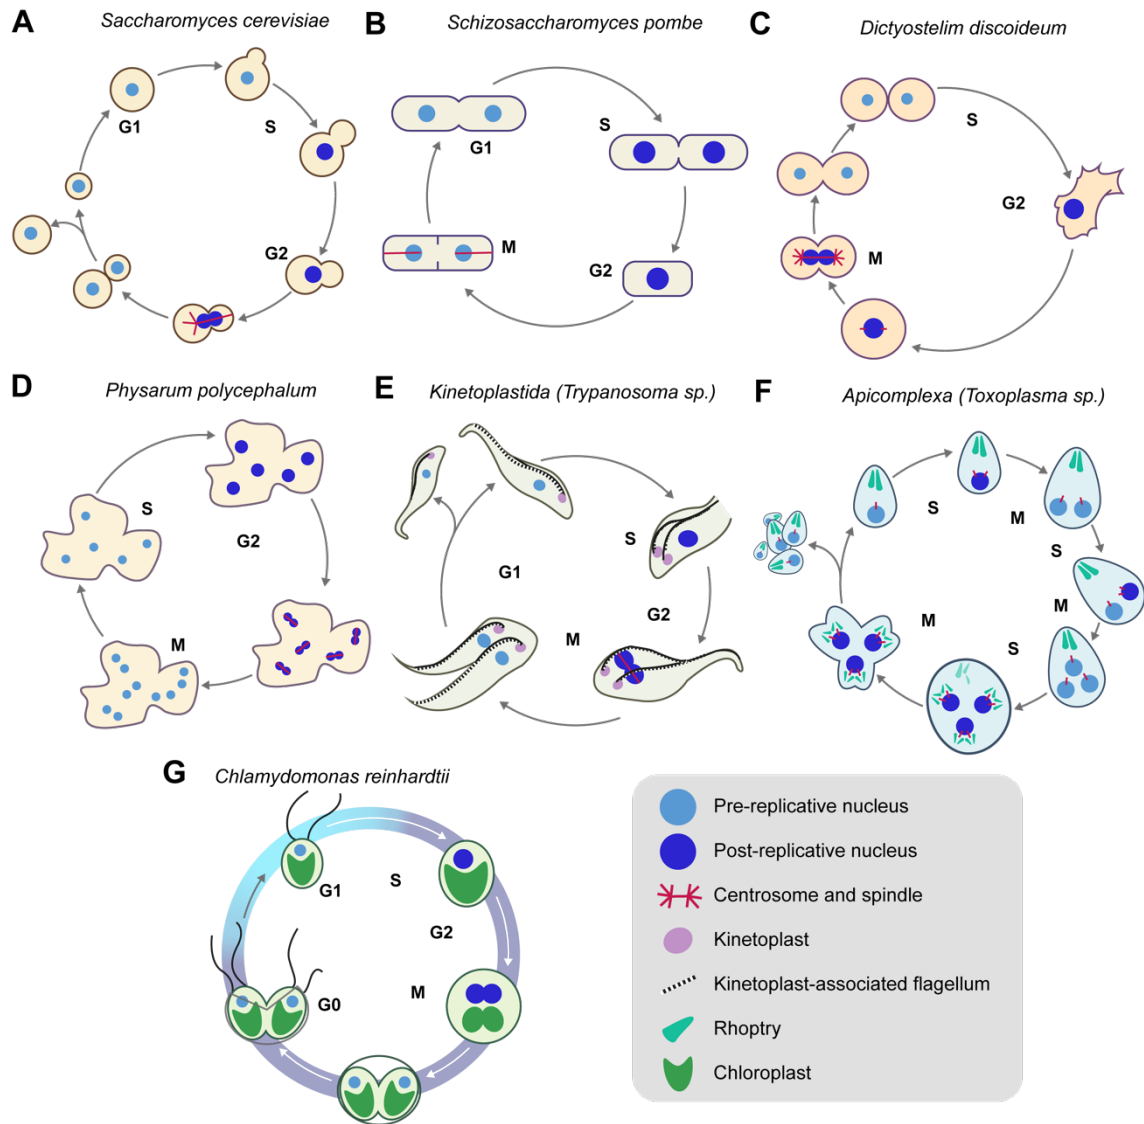 A
Saccharomyces cerevisiae
G1
S
G2
B
Schizosaccharomyces pombe
G1
S
M
G2
C
Dictyostelim discoideum
S
G2
M
D
Physarum polycephalum
S
G2
M
E
Kinetoplastida (Trypanosoma sp.)
S
G1
G2
M
F
Apicomplexa (Toxoplasma sp.)
S
M
S
M
M
S
G
Chlamydomonas reinhardtii
G1
S
G2
M
G0
Pre-replicative nucleus
Post-replicative nucleus
Centrosome and spindle
Kinetoplast
Kinetoplast-associated flagellum
Rhoptry
Chloroplast